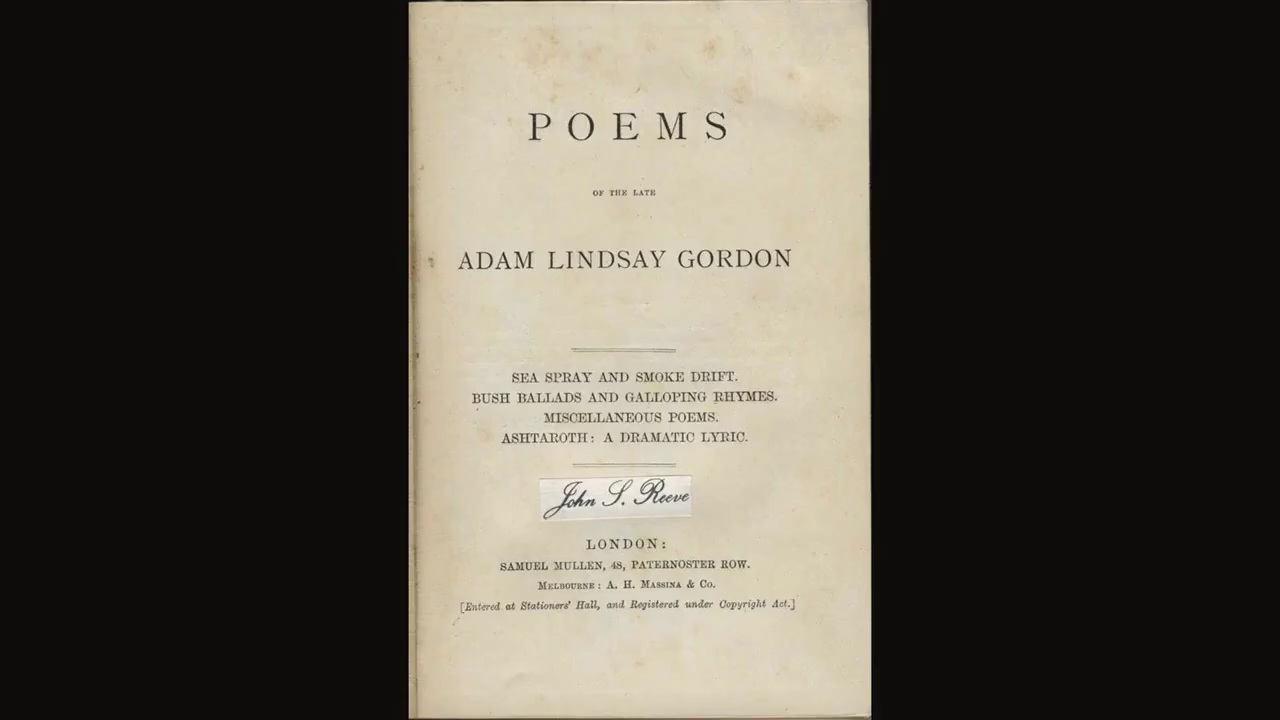 POEMS
OF THE LATE
ADAM LINDSAY GORDON
SEA SPRAY AND SMOKE DRIFT.
BUSH BALLADS AND GALLOPING RHYMES.
MISCELLANEOUS POEMS.
ASHTAROTH: A DRAMATIC LYRIC.
John S. Reeve
LONDON:
SAMUEL MULLEN, 48, PATERNOSTER ROW.
MELBOURNE: A. H. MASSINA & CO.
[Entered at Stationers' Hall, and Registered under Copyright Act.]